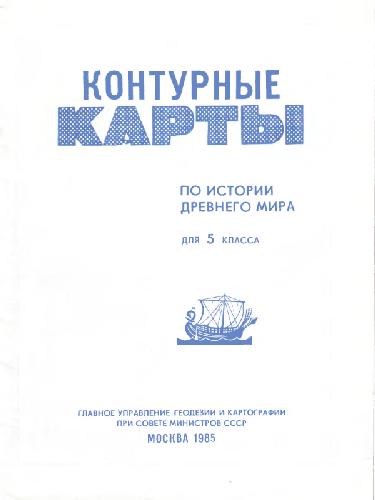 КОНТУРНЫЕ
КАРТЫ
ПО ИСТОРИИ
ДРЕВНЕГО МИРА
ДЛЯ 5 КЛАССА
ГЛАВНОЕ УПРАВЛЕНИЕ ГЕОДЕЗИИ И КАРТОГРАФИИ
ПРИ СОВЕТЕ МИНИСТРОВ СССР
МОСКВА 1985